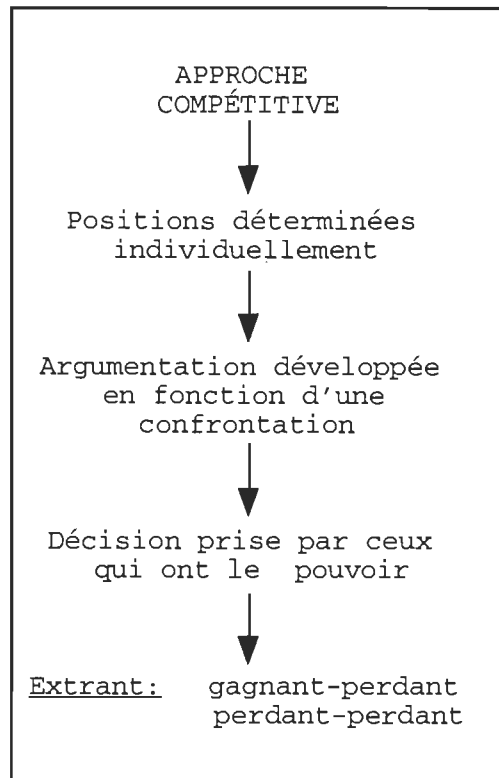 APPROCHE
COMPÉTITIVE
Positions déterminées
individuellement
Argumentation développée
en fonction d'une
confrontation
Décision prise par ceux
qui ont le pouvoir
Extrant: gagnant-perdant
perdant-perdant